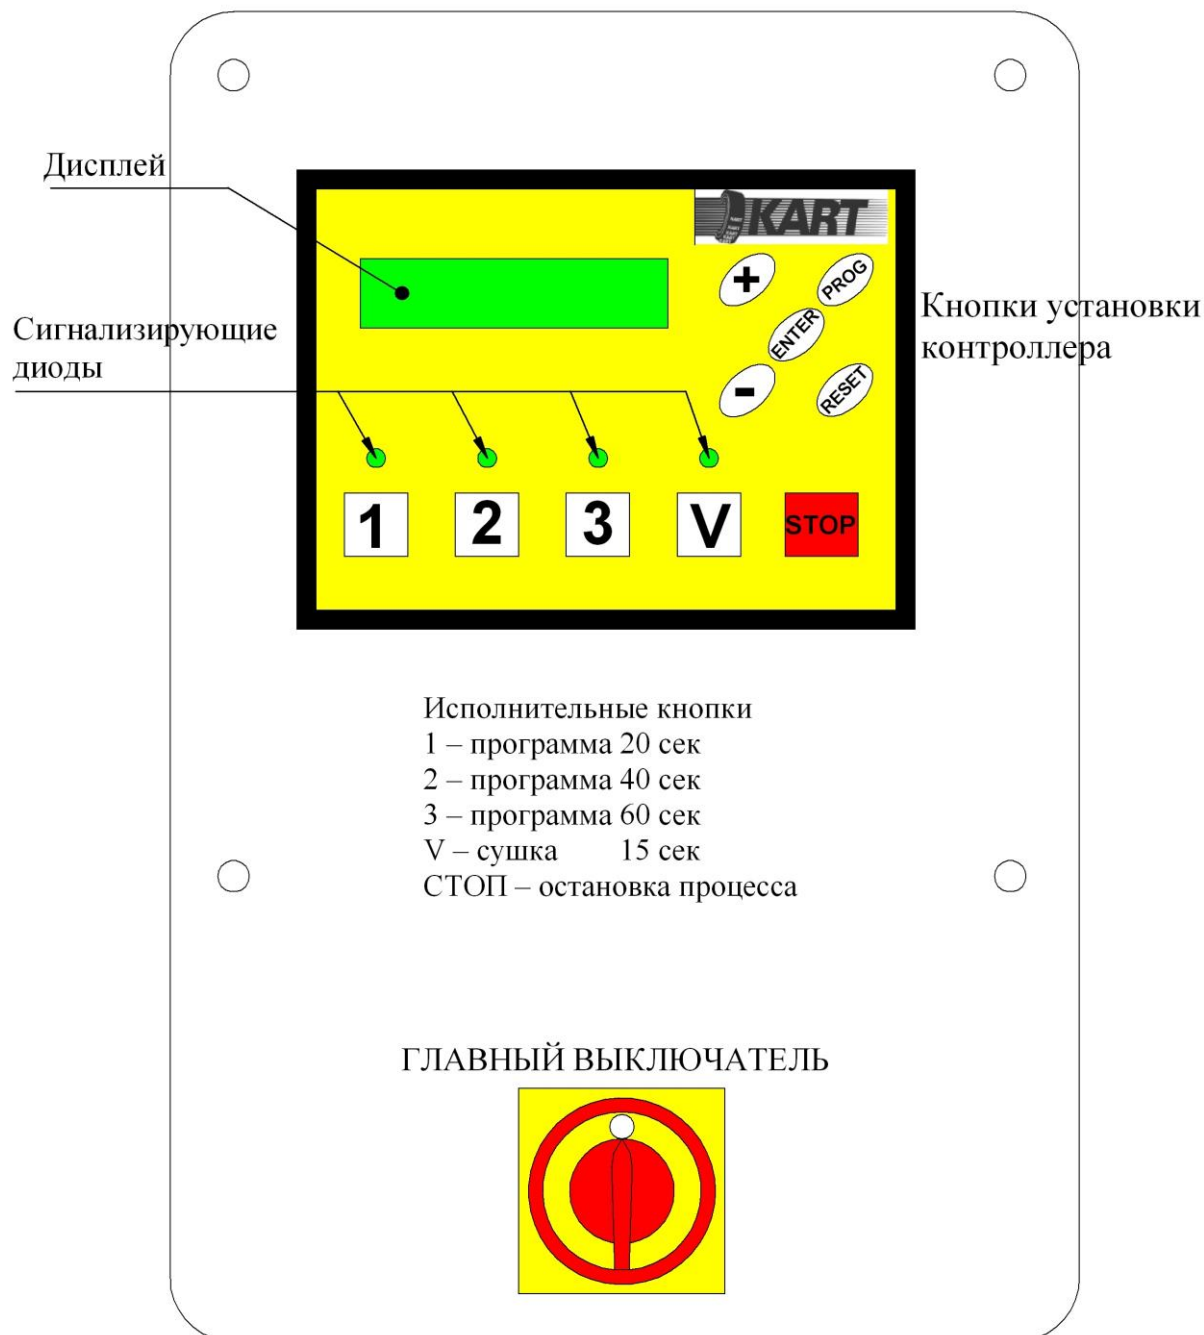 Дисплей
KART
+
PROG
Сигнализирующие
диоды
ENTER
Кнопки установки
контроллера
-
RESET
1
2
3
V
STOP
Исполнительные кнопки
1 – программа 20 сек
2 – программа 40 сек
3 – программа 60 сек
V – сушка 15 сек
СТОП – остановка процесса
ГЛАВНЫЙ ВЫКЛЮЧАТЕЛЬ